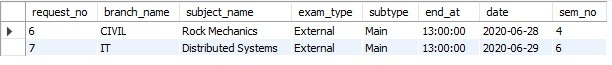 request_no branch_name subject_name exam_type subtype end_at date sem_no
6 CIVIL Rock Mechanics External Main 13:00:00 2020-06-28 4
7 IT Distributed Systems External Main 13:00:00 2020-06-29 6